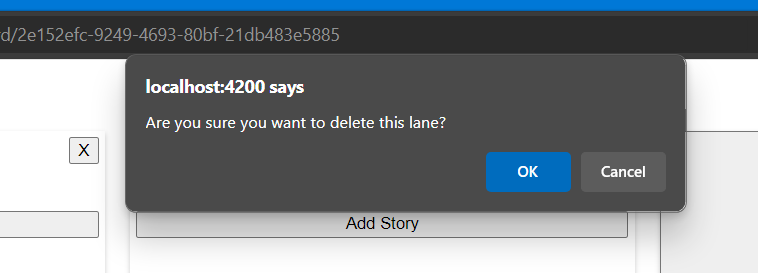 rd/2e152efc-9249-4693-80bf-21db483e5885
localhost:4200 says
Are you sure you want to delete this lane?
OK
Cancel
X
Add Story